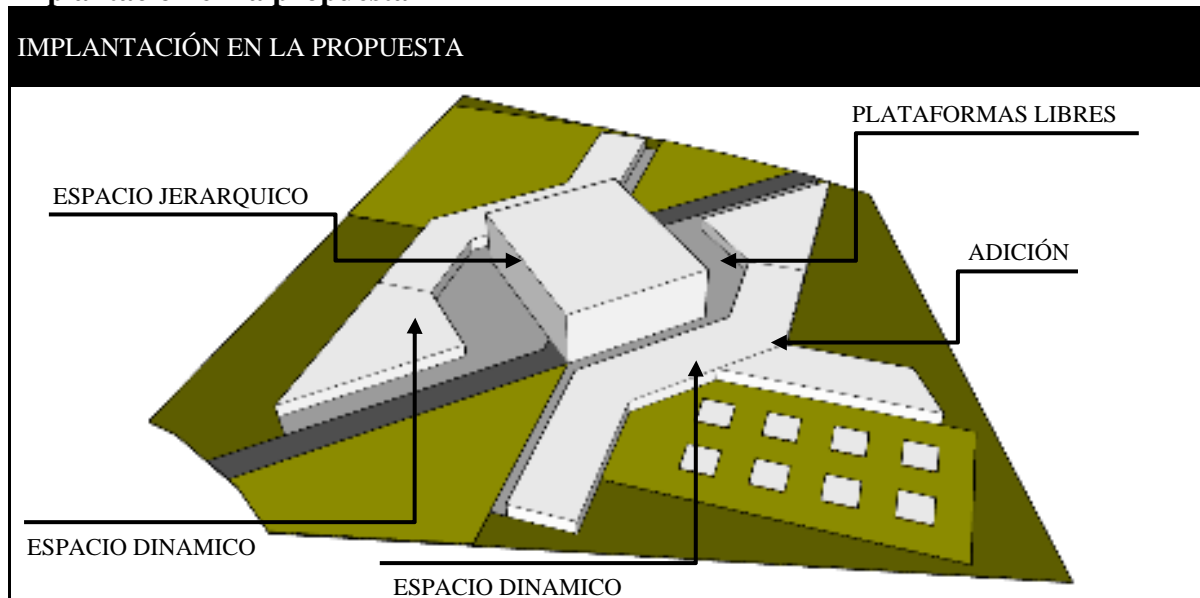 IMPLANTACIÓN EN LA PROPUESTA
PLATAFORMAS LIBRES
ESPACIO JERARQUICO
ADICIÓN
ESPACIO DINAMICO
ESPACIO DINAMICO